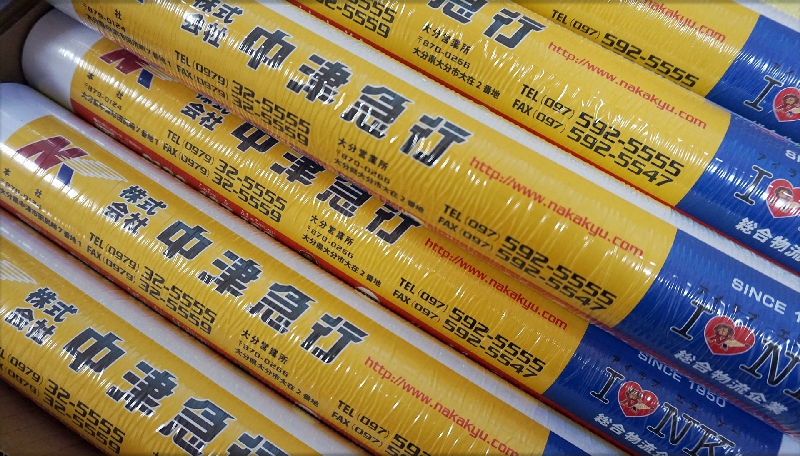 株式
会社
中津急行
TEL (0979) 32-5555
FAX (0979) 32-5559
大分営業所
〒870-0266
大分県大分市大在2番地
http://www.nakakyu.com
TEL (097) 592-5555
FAX (097) 592-5547
SINCE 1950
I NK
総合物流企業